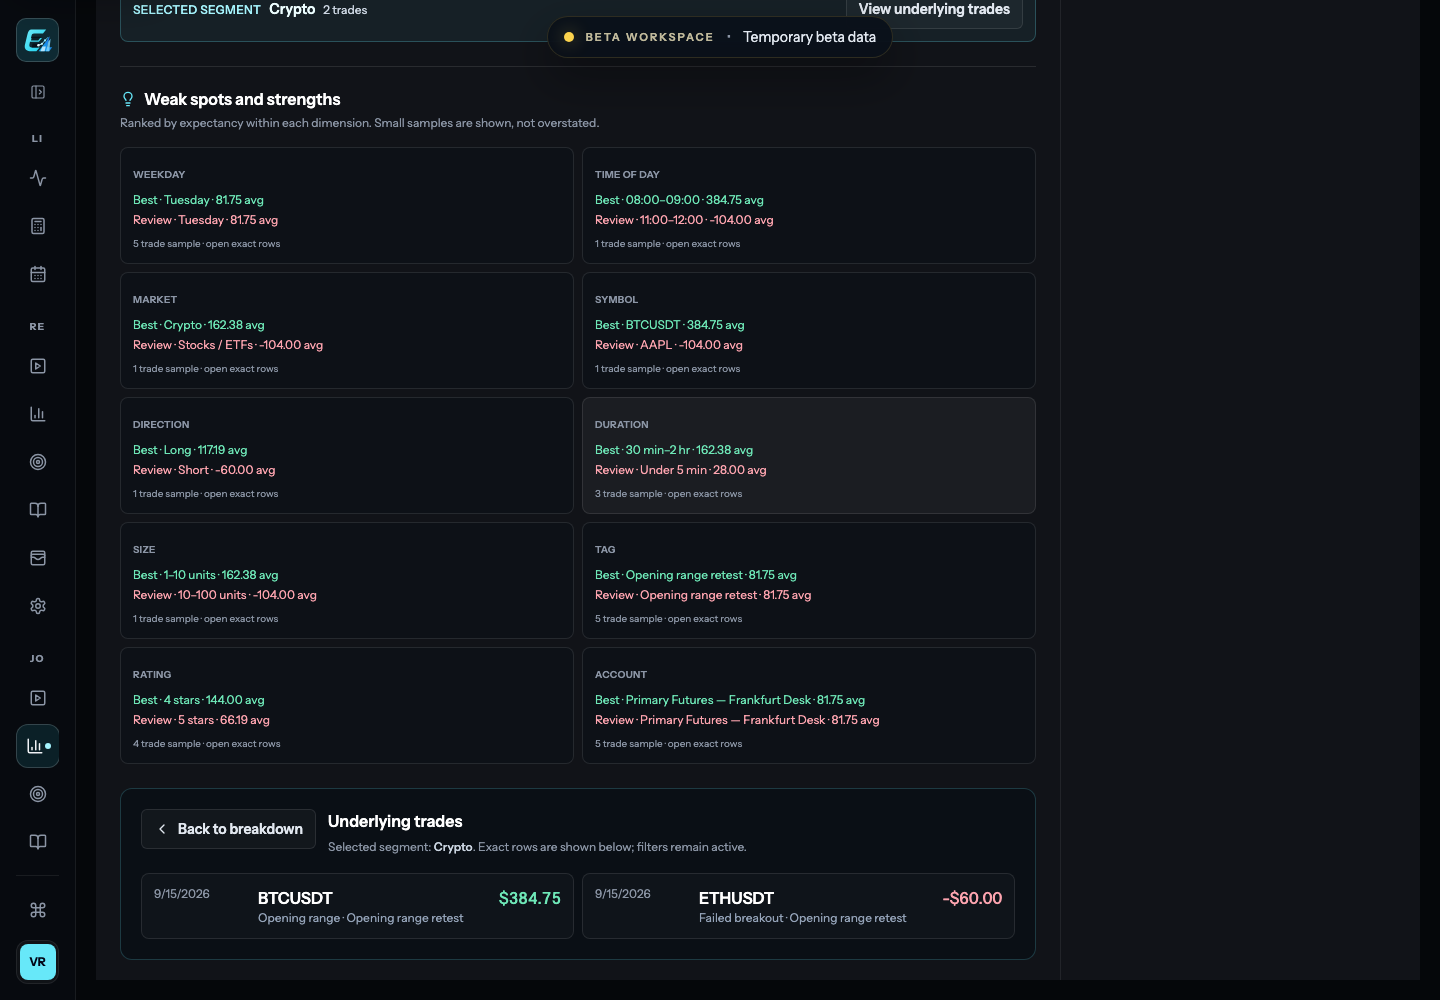 SELECTED SEGMENT Crypto 2 trades
View underlying trades
BETA WORKSPACE · Temporary beta data
LI
RE
JO
VR
Weak spots and strengths
Ranked by expectancy within each dimension. Small samples are shown, not overstated.
WEEKDAY
Best · Tuesday · 81.75 avg
Review · Tuesday · 81.75 avg
5 trade sample · open exact rows
TIME OF DAY
Best · 08:00–09:00 · 384.75 avg
Review · 11:00–12:00 · -104.00 avg
1 trade sample · open exact rows
MARKET
Best · Crypto · 162.38 avg
Review · Stocks / ETFs · -104.00 avg
1 trade sample · open exact rows
SYMBOL
Best · BTCUSDT · 384.75 avg
Review · AAPL · -104.00 avg
1 trade sample · open exact rows
DIRECTION
Best · Long · 117.19 avg
Review · Short · -60.00 avg
1 trade sample · open exact rows
DURATION
Best · 30 min–2 hr · 162.38 avg
Review · Under 5 min · 28.00 avg
3 trade sample · open exact rows
SIZE
Best · 1–10 units · 162.38 avg
Review · 10–100 units · -104.00 avg
1 trade sample · open exact rows
TAG
Best · Opening range retest · 81.75 avg
Review · Opening range retest · 81.75 avg
5 trade sample · open exact rows
RATING
Best · 4 stars · 144.00 avg
Review · 5 stars · 66.19 avg
4 trade sample · open exact rows
ACCOUNT
Best · Primary Futures — Frankfurt Desk · 81.75 avg
Review · Primary Futures — Frankfurt Desk · 81.75 avg
5 trade sample · open exact rows
Back to breakdown
Underlying trades
Selected segment: Crypto. Exact rows are shown below; filters remain active.
9/15/2026 BTCUSDT $384.75
Opening range · Opening range retest
9/15/2026 ETHUSDT -$60.00
Failed breakout · Opening range retest